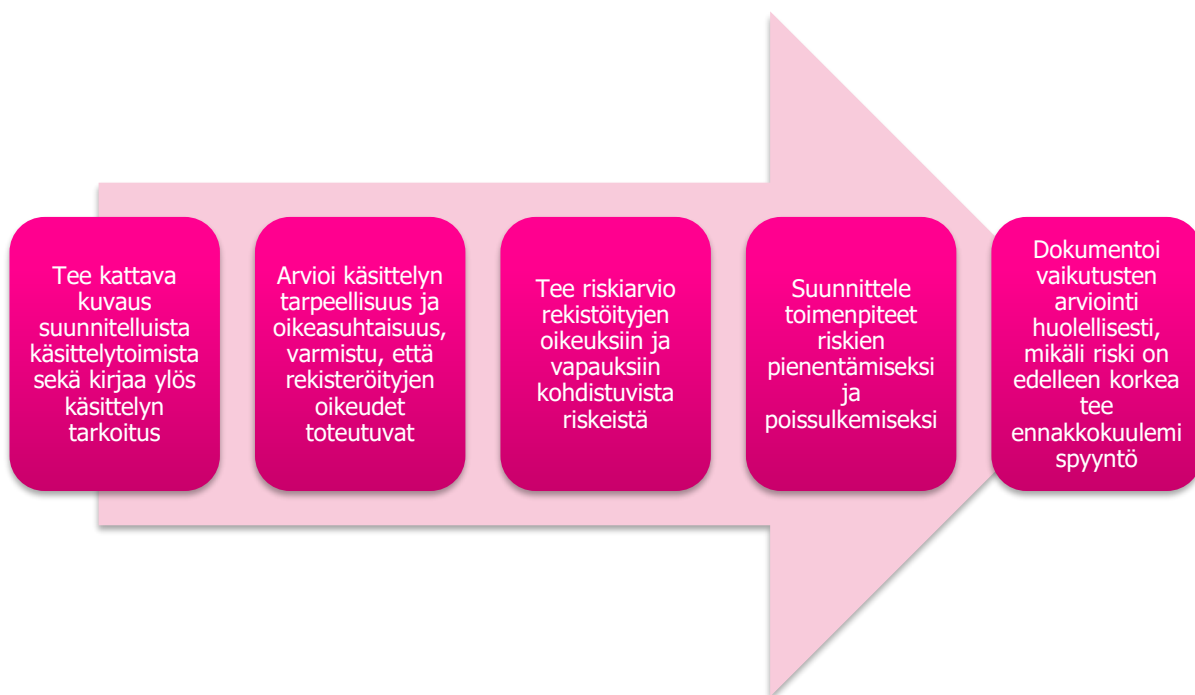 Tee kattava
kuvaus
suunnitelluista
käsittelytoimista
sekä kirjaa ylös
käsittelyn
tarkoitus
Arvioi käsittelyn
tarpeellisuus ja
oikeasuhtaisuus,
varmistu, että
rekisteröityjen
oikeudet
toteutuvat
Tee riskiarvio
rekistöityjen
oikeuksiin ja
vapauksiin
kohdistuvista
riskeistä
Suunnittele
toimenpiteet
riskien
pienentämiseksi
ja
poissulkemiseksi
Dokumentoi
vaikutusten
arviointi
huolellisesti,
mikäli riski on
edelleen korkea
tee
ennakkokuulemi
spyyntö